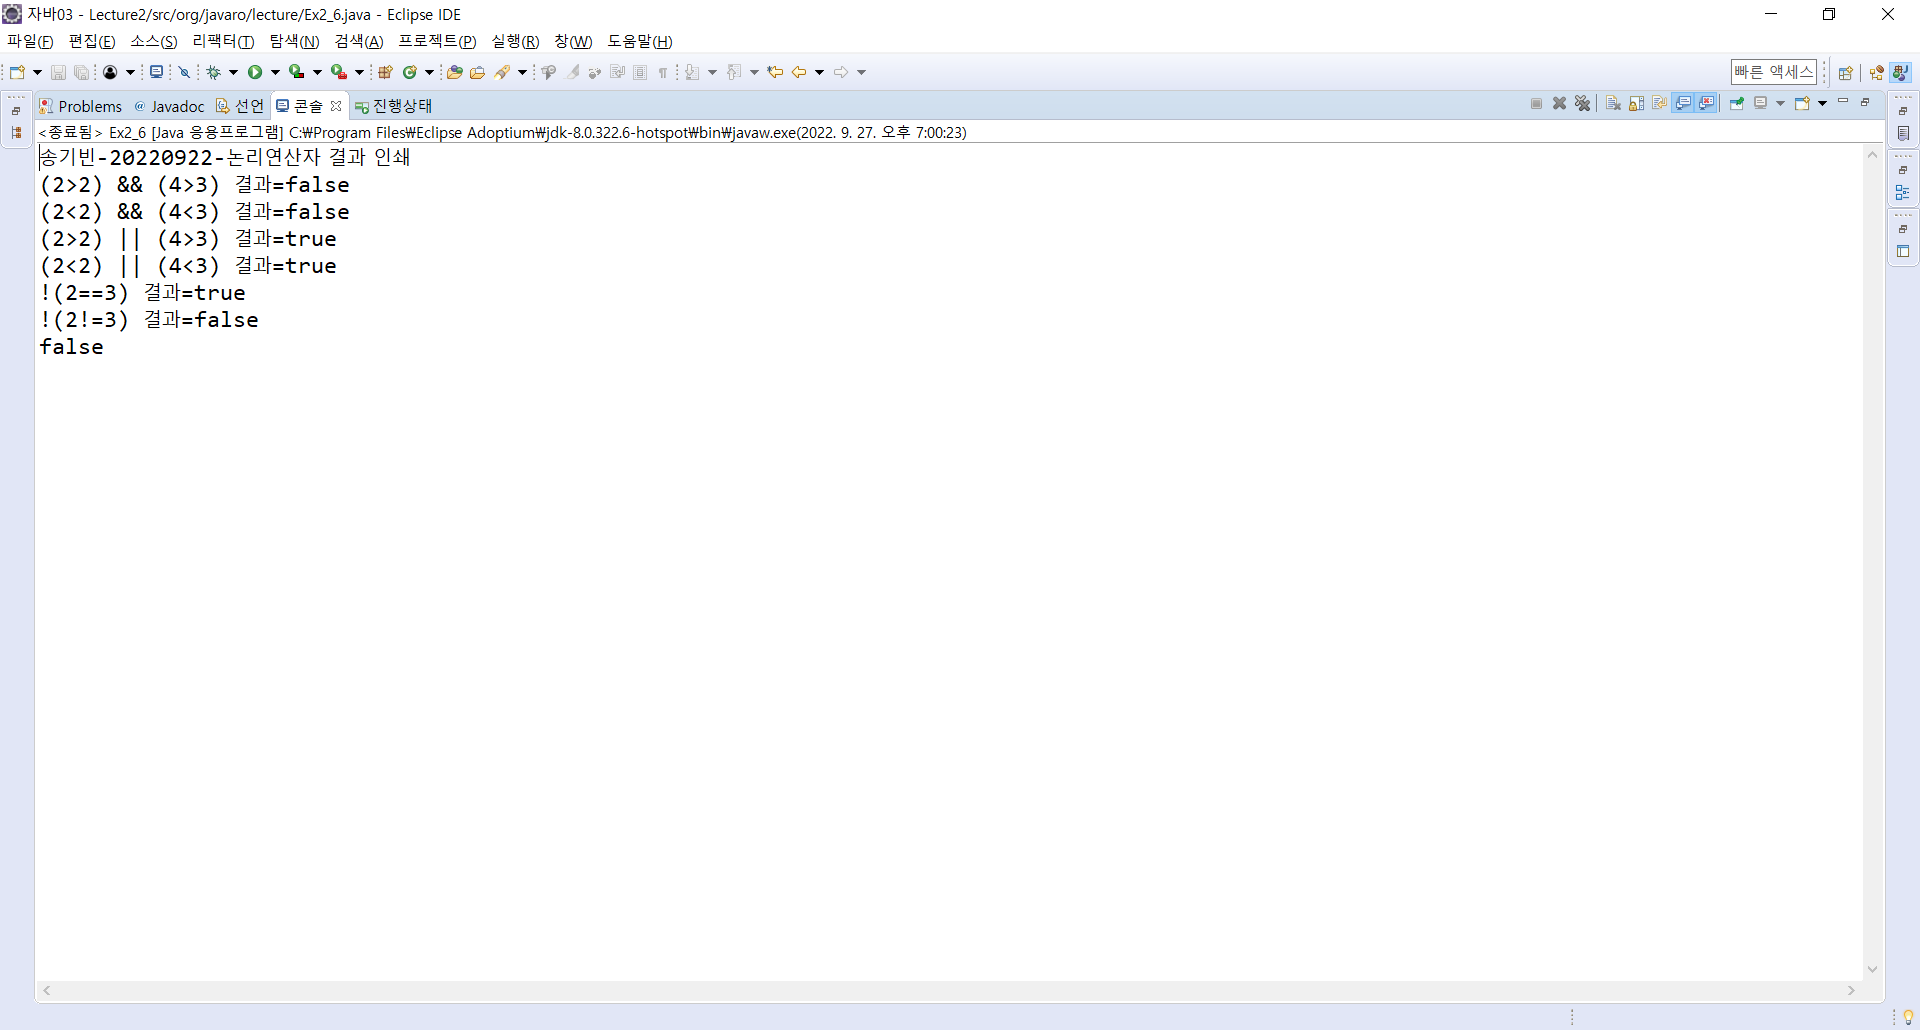 자바03 - Lecture2/src/org/javaro/lecture/Ex2_6.java - Eclipse IDE
파일(F) 편집(E) 소스(S) 리팩터(T) 탐색(N) 검색(A) 프로젝트(P) 실행(R) 창(W) 도움말(H)
빠른 액세스
Problems @ Javadoc 선언 콘솔 진행상태
<종료됨> Ex2_6 [Java 응용프로그램] C:₩Program Files₩Eclipse Adoptium₩jdk-8.0.322.6-hotspot₩bin₩javaw.exe(2022. 9. 27. 오후 7:00:23)
송기빈-20220922-논리연산자 결과 인쇄
(2>2) && (4>3) 결과=false
(2<2) && (4<3) 결과=false
(2>2) || (4>3) 결과=true
(2<2) || (4<3) 결과=true
!(2==3) 결과=true
!(2!=3) 결과=false
false